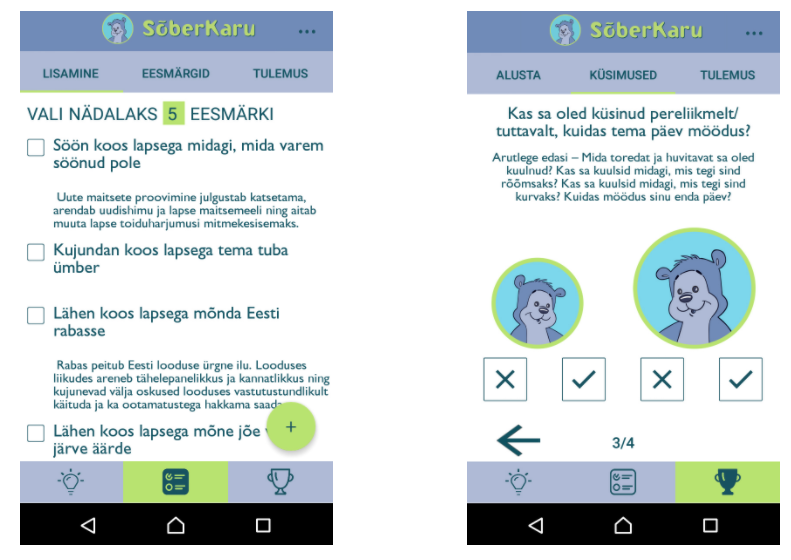 SõberKaru
LISAMINE EESMÄRGID TULEMUS
VALI NÄDALAKS 5 EESMÄRKI
Söön koos lapsega midagi, mida varem
söönud pole
Uute maitsete proovimine julgustab katsetama,
arendab uudishimu ja lapse maitsemeeli ning aitab
muuta lapse toiduharjumusi mitmekesisemaks.
Kujundan koos lapsega tema tuba
ümber
Lähen koos lapsega mõnda Eesti
rabasse
Rabas peitub Eesti looduse ürgne ilu. Looduses
liikudes areneb tähelepanelikkus ja kannatlikkus ning
kujunevad välja oskused looduses vastutustundlikult
käituda ja ka ootamatustega hakkama
Lähen koos lapsega mõne jõe
järve äärde
+
SõberKaru
ALUSTA KÜSIMUSED TULEMUS
Kas sa oled küsinud pereliikmelt/
tuttavalt, kuidas tema päev möödus?
Arutlege edasi – Mida toredat ja huvitavat sa oled
kuulnud? Kas sa kuulsid midagi, mis tegi sind
rõõmsaks? Kas sa kuulsid midagi, mis tegi sind
kurvaks? Kuidas möödus sinu enda päev?
3/4